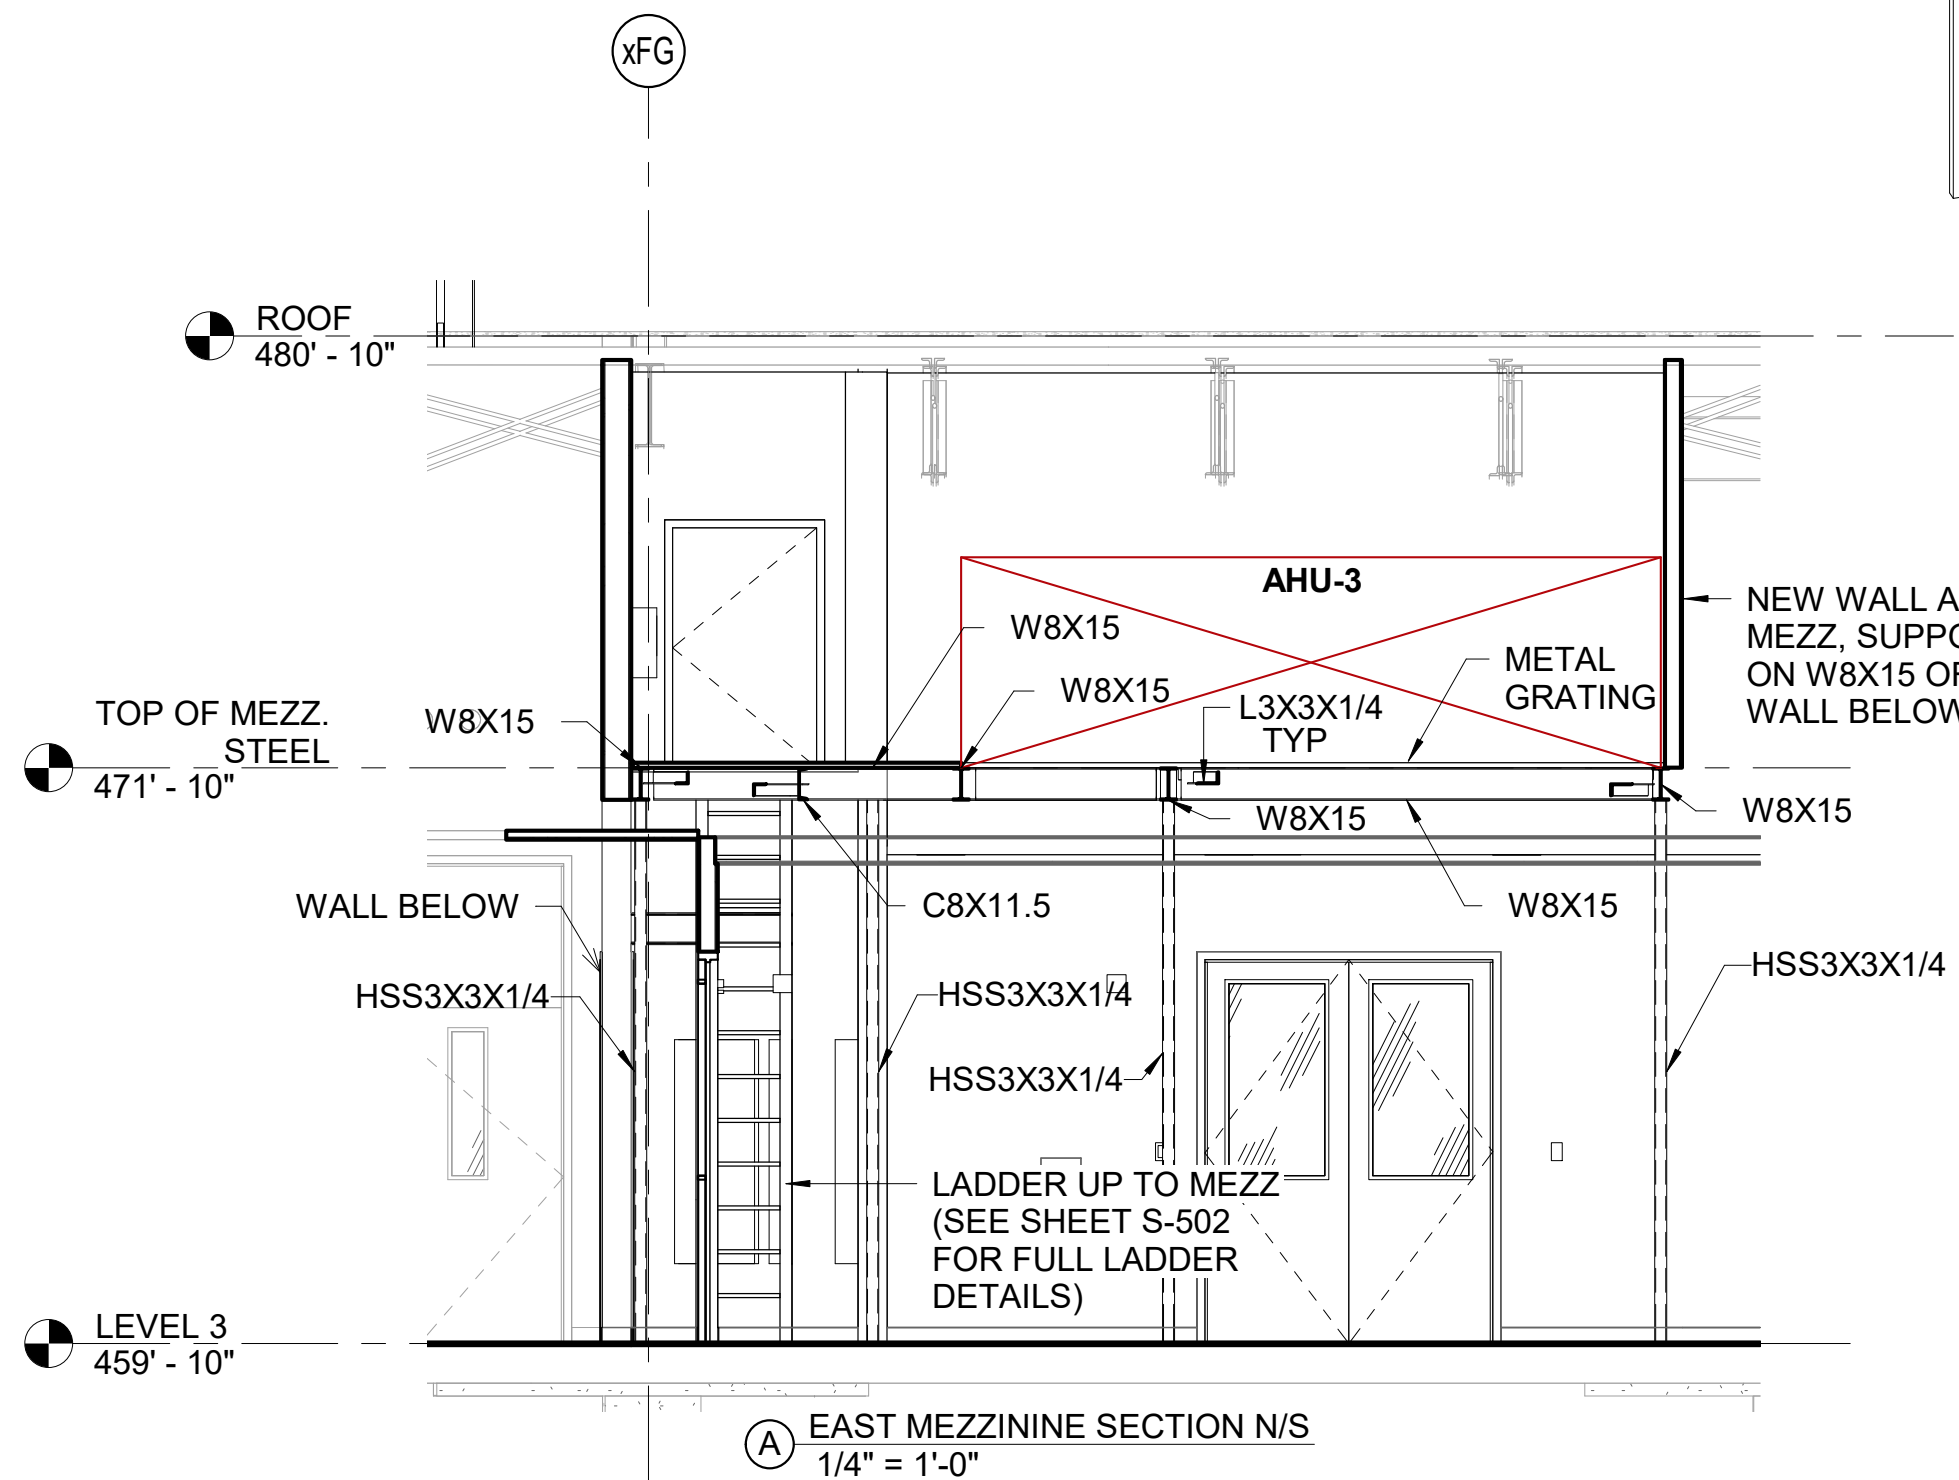 xFG
ROOF
480' - 10"
AHU-3
NEW WALL A
MEZZ, SUPPO
ON W8X15 OF
WALL BELOW
W8X15
METAL
GRATING
W8X15
L3X3X1/4
TYP
TOP OF MEZZ.
STEEL
471' - 10"
W8X15
W8X15
W8X15
WALL BELOW
C8X11.5
W8X15
HSS3X3X1/4
HSS3X3X1/4
HSS3X3X1/4
HSS3X3X1/4
LADDER UP TO MEZZ
(SEE SHEET S-502
FOR FULL LADDER
DETAILS)
LEVEL 3
459' - 10"
A
EAST MEZZININE SECTION N/S
1/4" = 1'-0"